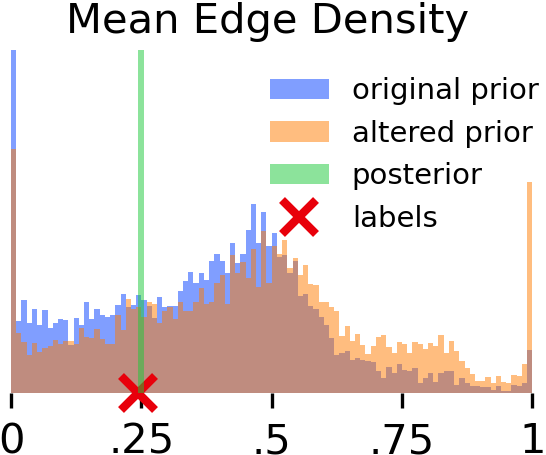 Mean Edge Density
original prior
altered prior
posterior
labels
0 .25 .5 .75 1